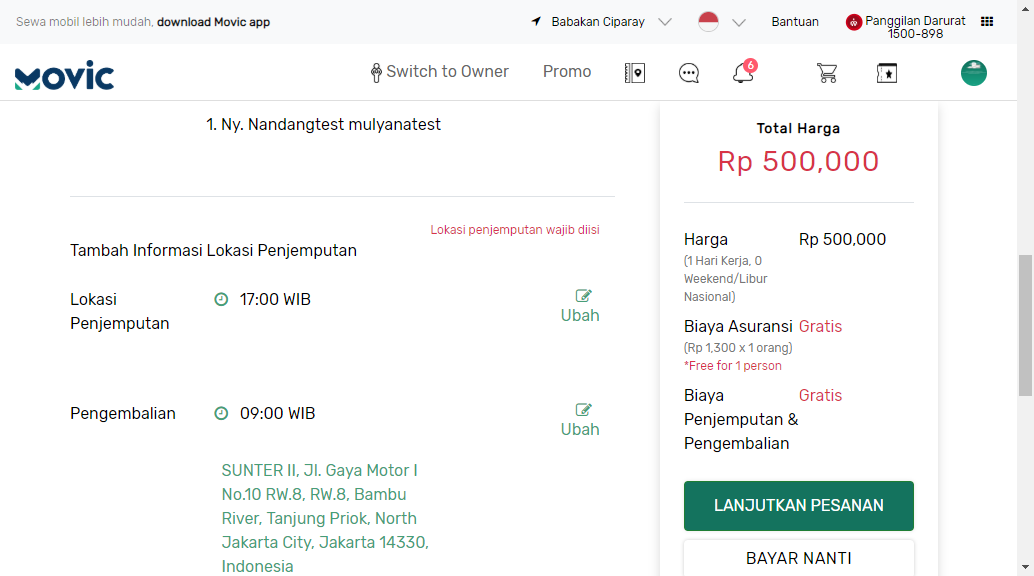 Sewa mobil lebih mudah, download Movic app
Babakan Ciparay
Bantuan
Panggilan Darurat
1500-898
MOVIC
Switch to Owner
Promo
6
1. Ny. Nandangtest mulyanatest
Lokasi penjemputan wajib diisi
Tambah Informasi Lokasi Penjemputan
Lokasi
Penjemputan
17:00 WIB
Ubah
Pengembalian
09:00 WIB
Ubah
SUNTER II, Jl. Gaya Motor I
No.10 RW.8, RW.8, Bambu
River, Tanjung Priok, North
Jakarta City, Jakarta 14330,
Indonesia
Total Harga
Rp 500,000
Harga
Rp 500,000
(1 Hari Kerja, 0
Weekend/Libur
Nasional)
Biaya Asuransi
Gratis
(Rp 1,300 x 1 orang)
*Free for 1 person
Biaya
Penjemputan &
Pengembalian
Gratis
LANJUTKAN PESANAN
BAYAR NANTI